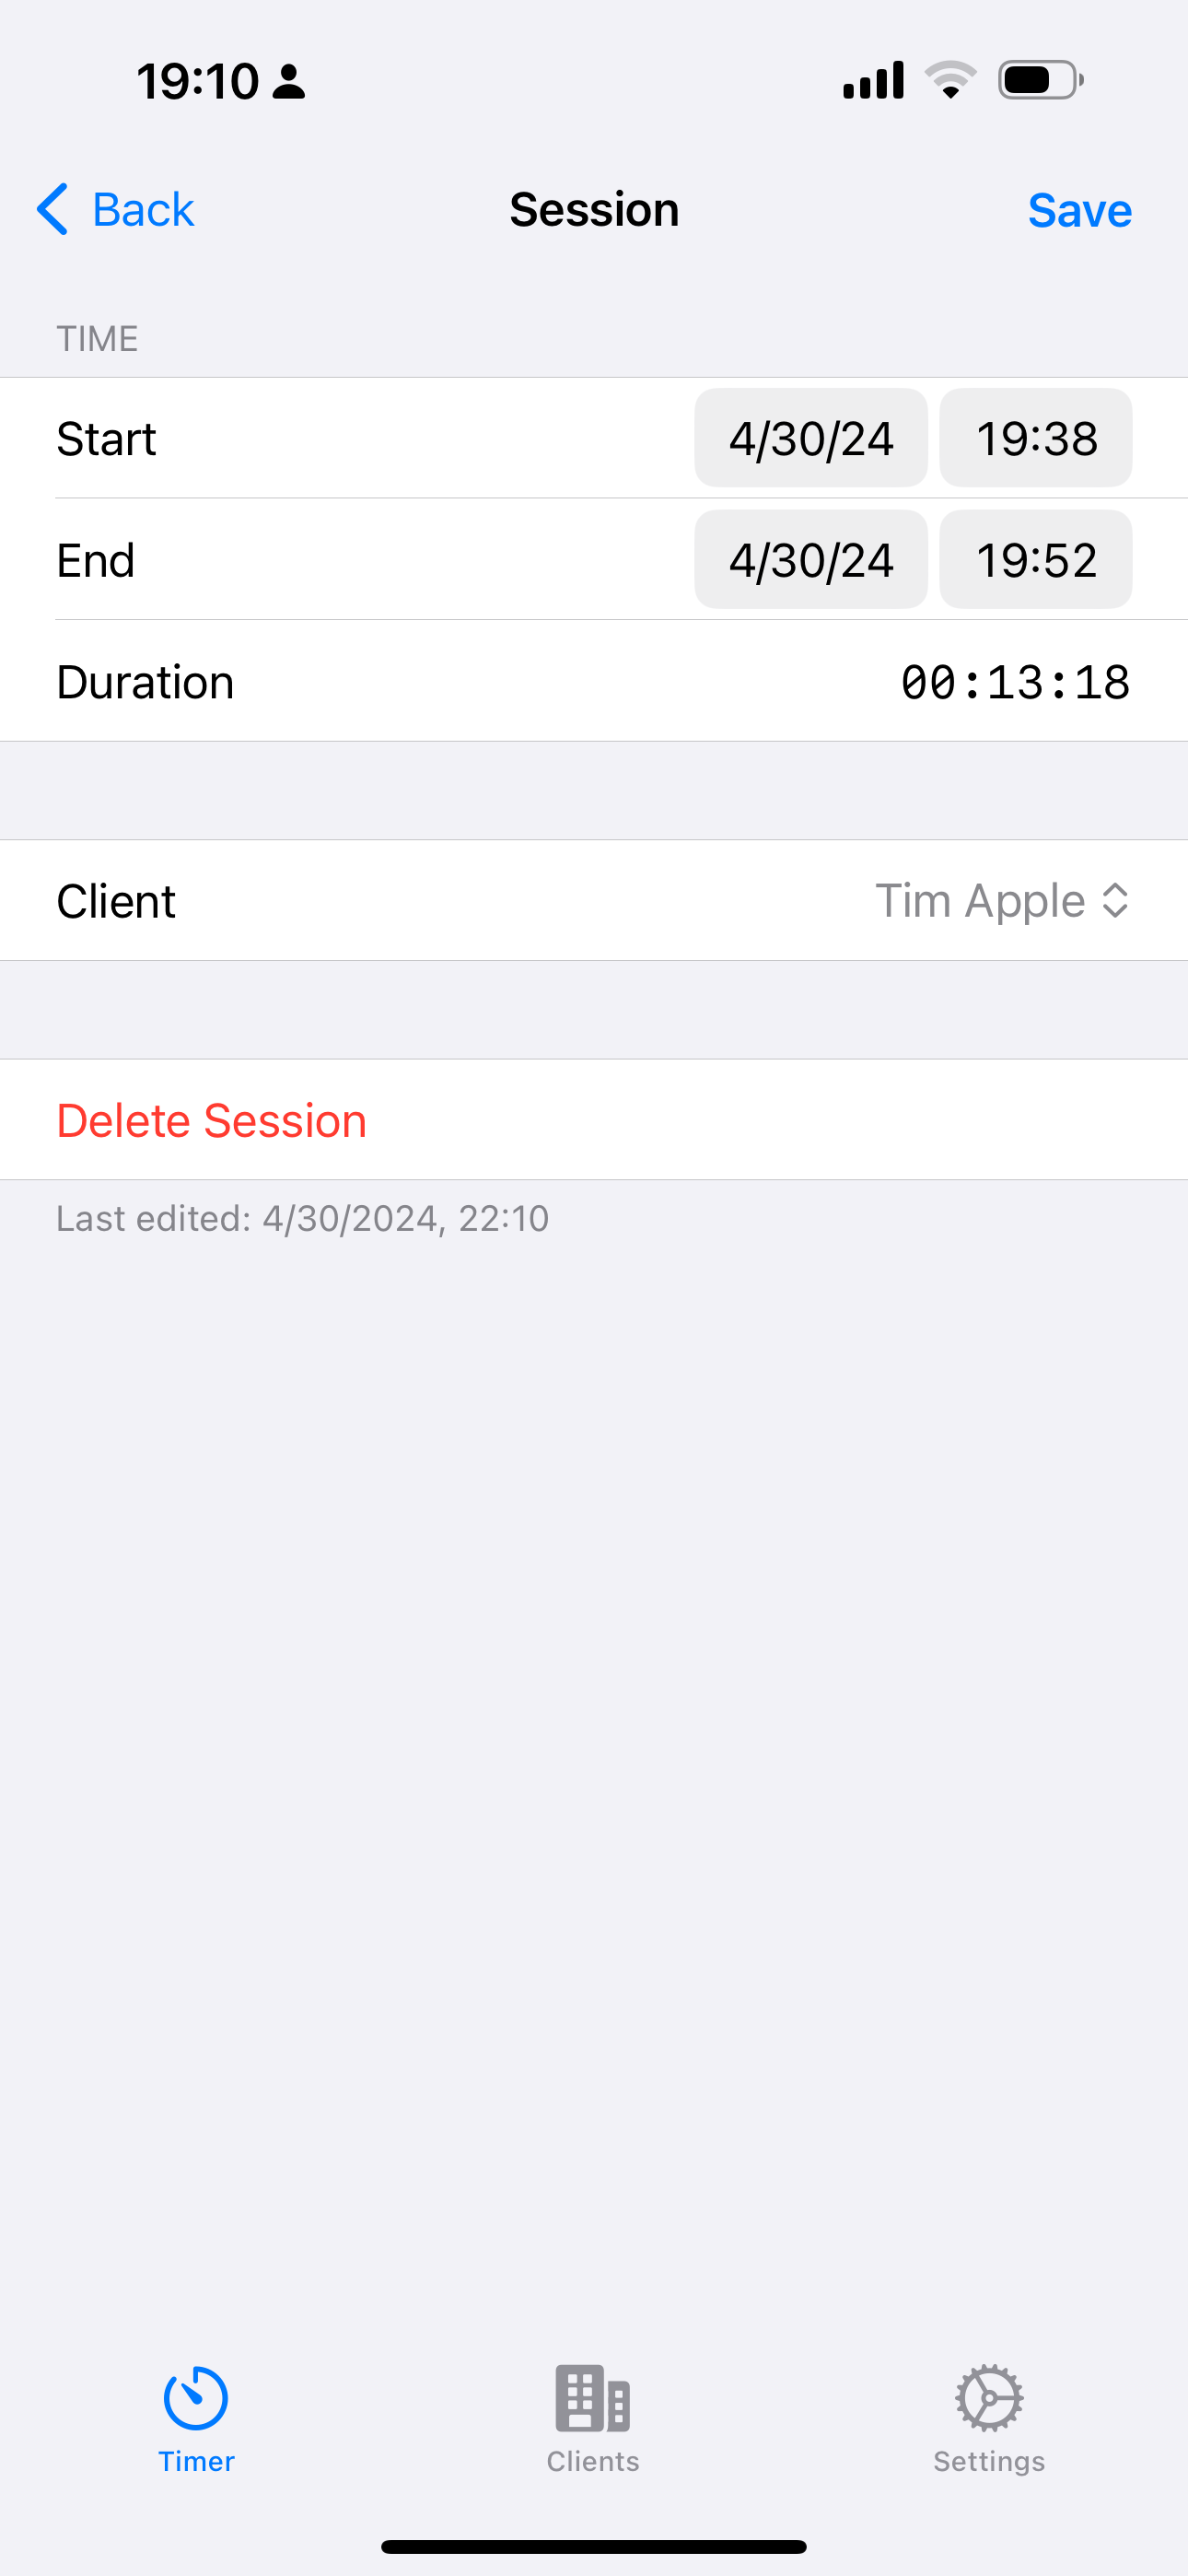 19:10
Back Session Save
TIME
Start 4/30/24 19:38
End 4/30/24 19:52
Duration 00:13:18
Client Tim Apple
Delete Session
Last edited: 4/30/2024, 22:10
Timer Clients Settings